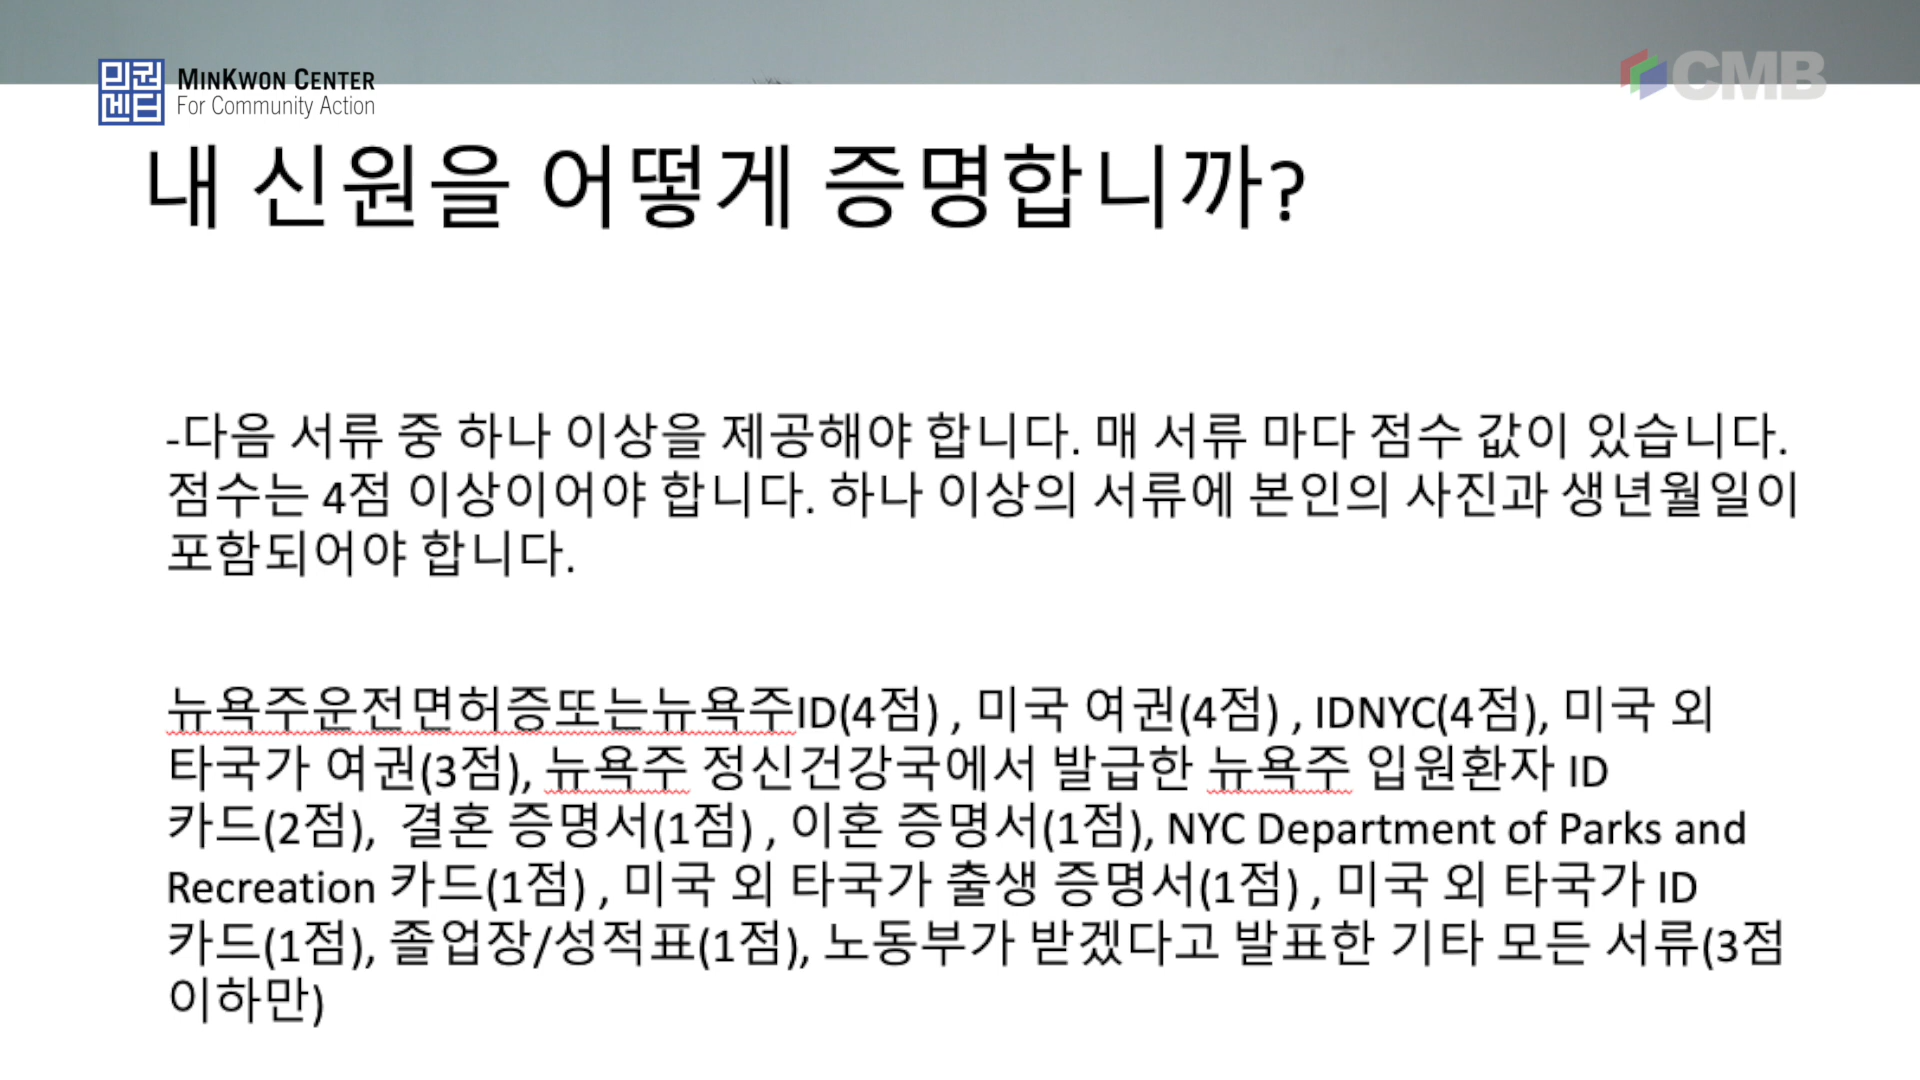 민권센터
MINKWON CENTER
For Community Action
CMB
내 신원을 어떻게 증명합니까?
-다음 서류 중 하나 이상을 제공해야 합니다. 매 서류 마다 점수 값이 있습니다.
점수는 4점 이상이어야 합니다. 하나 이상의 서류에 본인의 사진과 생년월일이
포함되어야 합니다.
뉴욕주운전면허증또는뉴욕주ID(4점) , 미국 여권(4점) , IDNYC(4점), 미국 외
타국가 여권(3점), 뉴욕주 정신건강국에서 발급한 뉴욕주 입원환자 ID
카드(2점),  결혼 증명서(1점) , 이혼 증명서(1점), NYC Department of Parks and
Recreation 카드(1점) , 미국 외 타국가 출생 증명서(1점) , 미국 외 타국가 ID
카드(1점), 졸업장/성적표(1점), 노동부가 받겠다고 발표한 기타 모든 서류(3점
이하만)